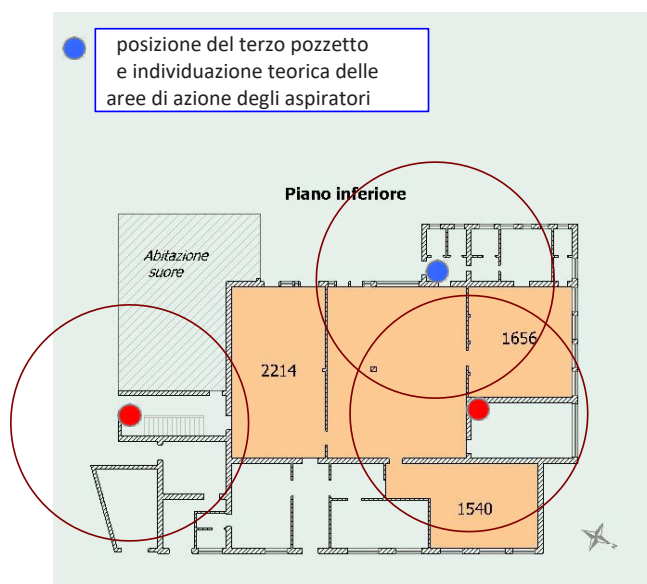 posizione del terzo pozzetto
e individuazione teorica delle
aree di azione degli aspiratori
Piano inferiore
Abitazione
suore
1656
2214
1540